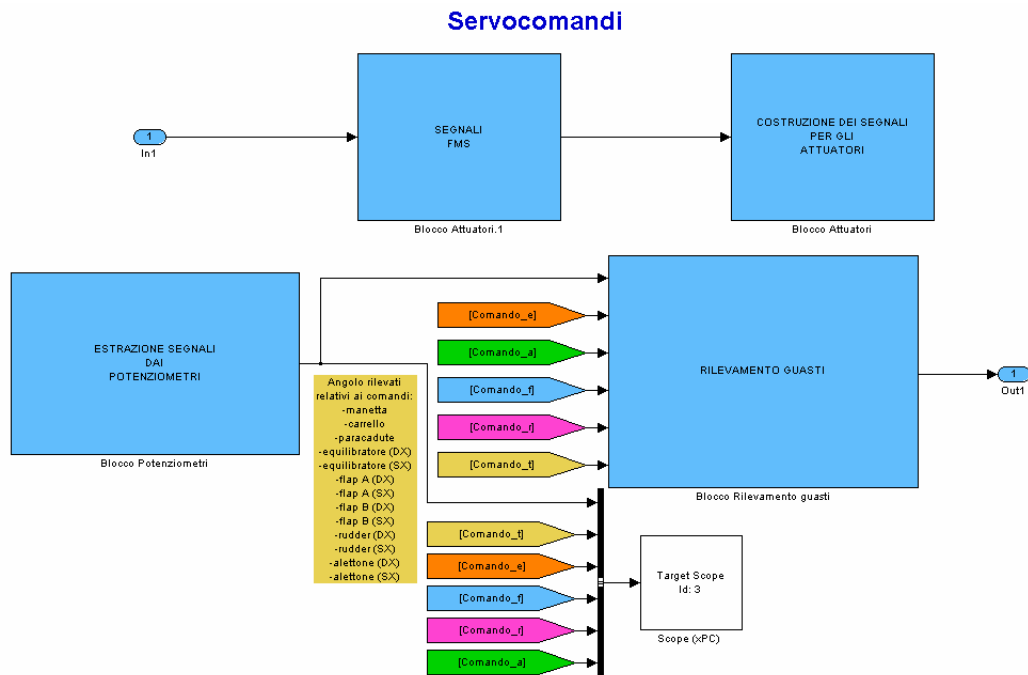 Servocomandi
1
In1
SEGNALI
FMS
Blocco Attuatori.1
COSTRUZIONE DEI SEGNALI
PER GLI
ATTUATORI
Blocco Attuatori
ESTRAZIONE SEGNALI
DAI
POTENZIOMETRI
Blocco Potenziometri
Angolo rilevati
relativi ai comandi:
-manetta
-carrello
-paracadute
-equilibratore (DX)
-equilibratore (SX)
-flap A (DX)
-flap A (SX)
-flap B (DX)
-flap B (SX)
-rudder (DX)
-rudder (SX)
-alettone (DX)
-alettone (SX)
[Comando_e]
[Comando_a]
[Comando_f]
[Comando_r]
[Comando_t]
RILEVAMENTO GUASTI
Blocco Rilevamento guasti
1
Out1
[Comando_t]
[Comando_e]
[Comando_f]
[Comando_r]
[Comando_a]
Target Scope
Id: 3
Scope (xPC)